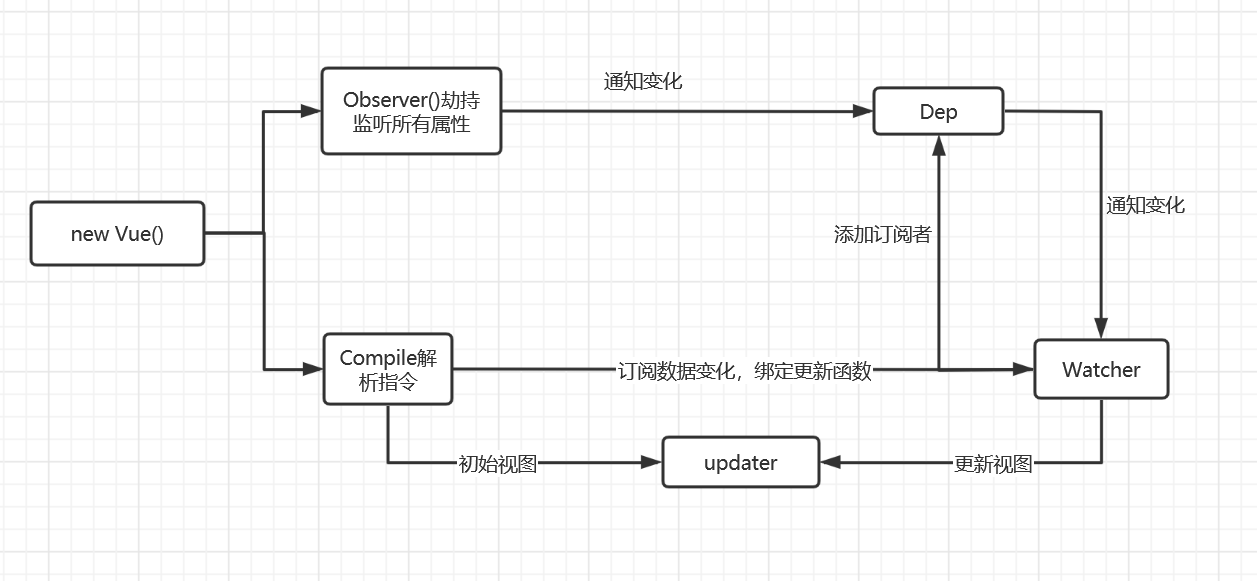 通知变化
Observer()劫持
监听所有属性
Dep
通知变化
new Vue()
添加订阅者
Compile解
析指令
订阅数据变化，绑定更新函数
Watcher
初始视图
updater
更新视图